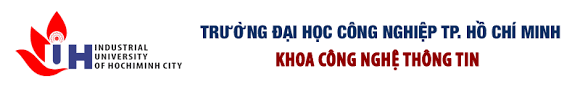 IUH
INDUSTRIAL
UNIVERSITY
OF HOCHIMINH CITY
TRƯỜNG ĐẠI HỌC CÔNG NGHIỆP TP. HỒ CHÍ MINH
KHOA CÔNG NGHỆ THÔNG TIN